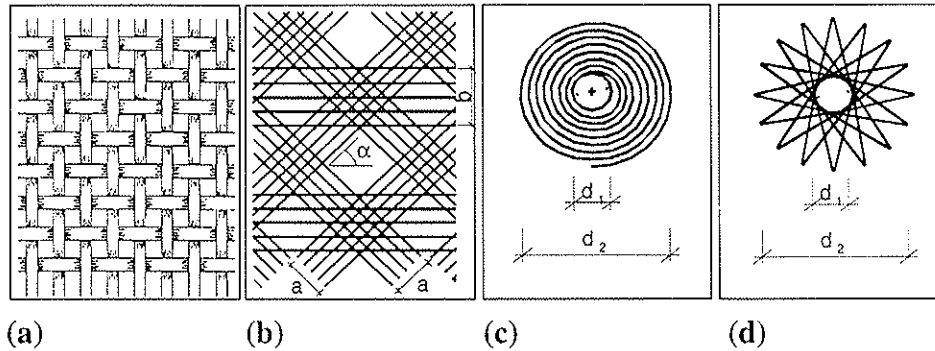 b
α
a a
d₁
d₂
d₁
d₂
(a) (b) (c) (d)